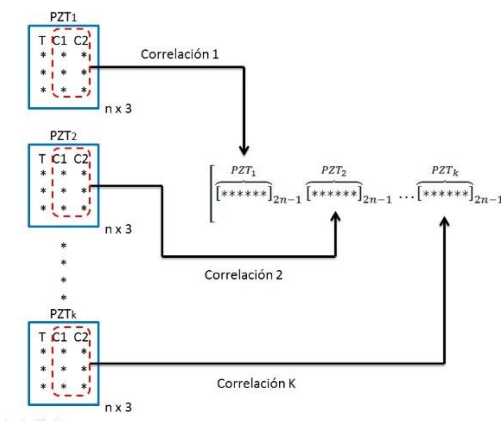 PZT1
T C1 C2
* * *
* * *
* * *
n x 3
Correlación 1
PZT2
T C1 C2
* * *
* * *
* * *
n x 3
Correlación 2
*
*
*
*
PZTk
T C1 C2
* * *
* * *
* * *
n x 3
Correlación K
PZT1 PZT2 PZTk
[[******]2n−1 [******]2n−1 ... [******]2n−1